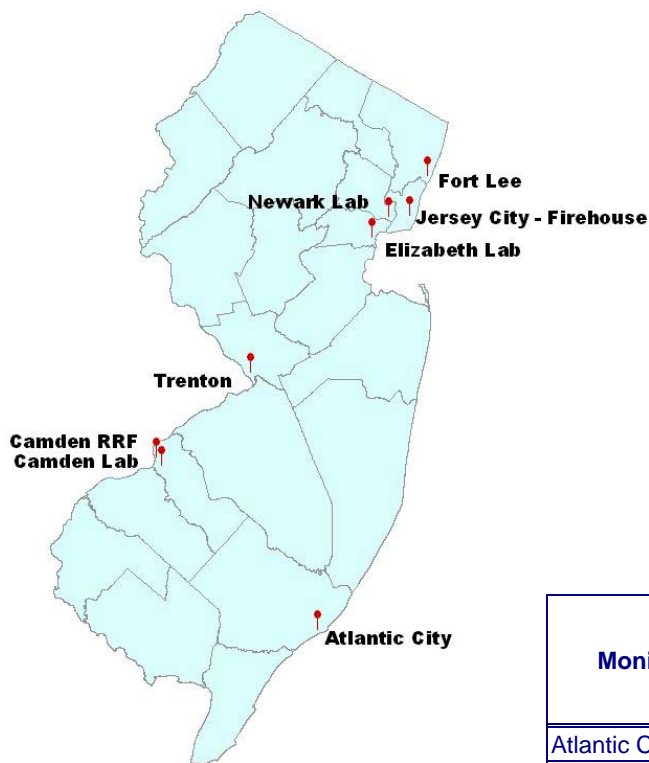 Fort Lee
Newark Lab
Jersey City - Firehouse
Elizabeth Lab
Trenton
Camden RRF
Camden Lab
Atlantic City
Moni
Atlantic C